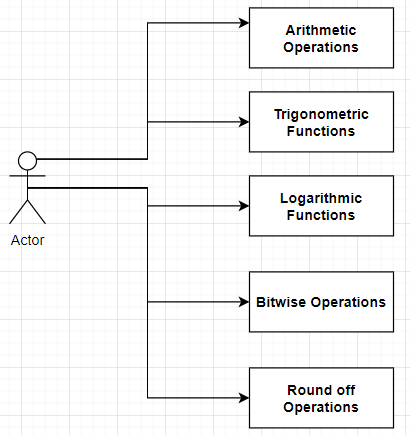 Arithmetic
Operations
Trigonometric
Functions
Logarithmic
Functions
Actor
Bitwise Operations
Round off
Operations